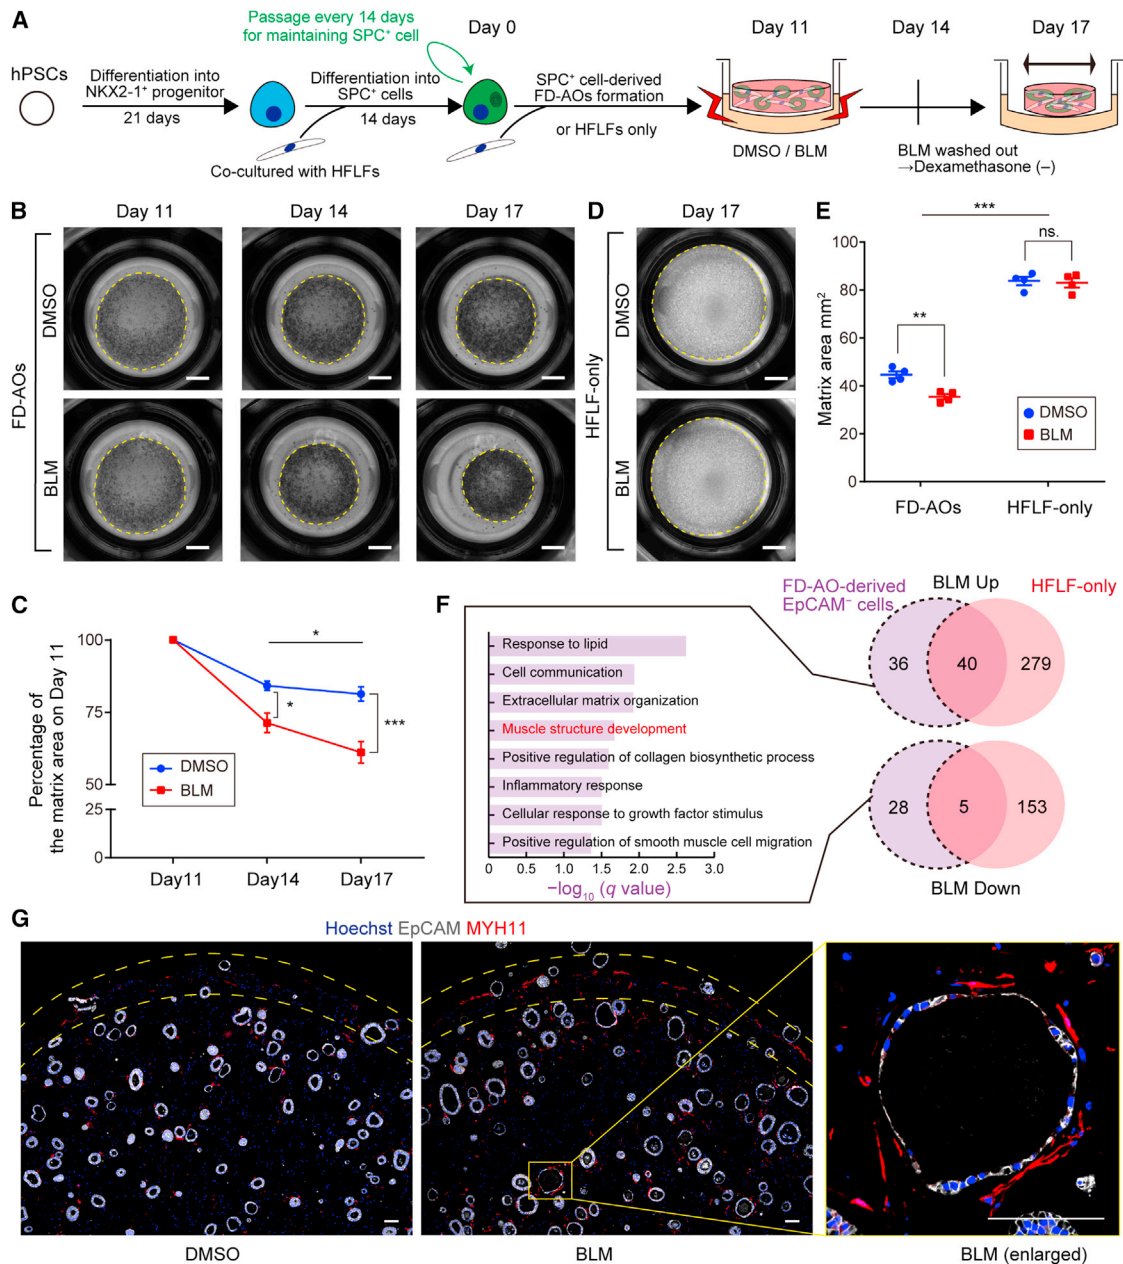 A
Passage every 14 days
for maintaining SPC⁺ cell
Day 0
Day 11
Day 14
Day 17
hPSCs
Differentiation into
NKX2-1⁺ progenitor
21 days
Differentiation into
SPC⁺ cells
14 days
SPC⁺ cell-derived
FD-AOs formation
or HFLFs only
Co-cultured with HFLFs
DMSO / BLM
BLM washed out
→Dexamethasone (−)
B
Day 11
Day 14
Day 17
FD-AOs
DMSO
BLM
D
Day 17
HFLF-only
DMSO
BLM
E
***
ns.
**
Matrix area mm²
100
80
60
40
20
0
DMSO
BLM
FD-AOs
HFLF-only
C
Percentage of
the matrix area on Day 11
100
75
50
25
0
*
*
***
DMSO
BLM
Day11
Day14
Day17
F
Response to lipid
Cell communication
Extracellular matrix organization
Muscle structure development
Positive regulation of collagen biosynthetic process
Inflammatory response
Cellular response to growth factor stimulus
Positive regulation of smooth muscle cell migration
0 0.5 1.0 1.5 2.0 2.5 3.0
−log₁₀ (q value)
FD-AO-derived
EpCAM⁻ cells
BLM Up
HFLF-only
36
40
279
28
5
153
BLM Down
G
Hoechst EpCAM MYH11
DMSO
BLM
BLM (enlarged)